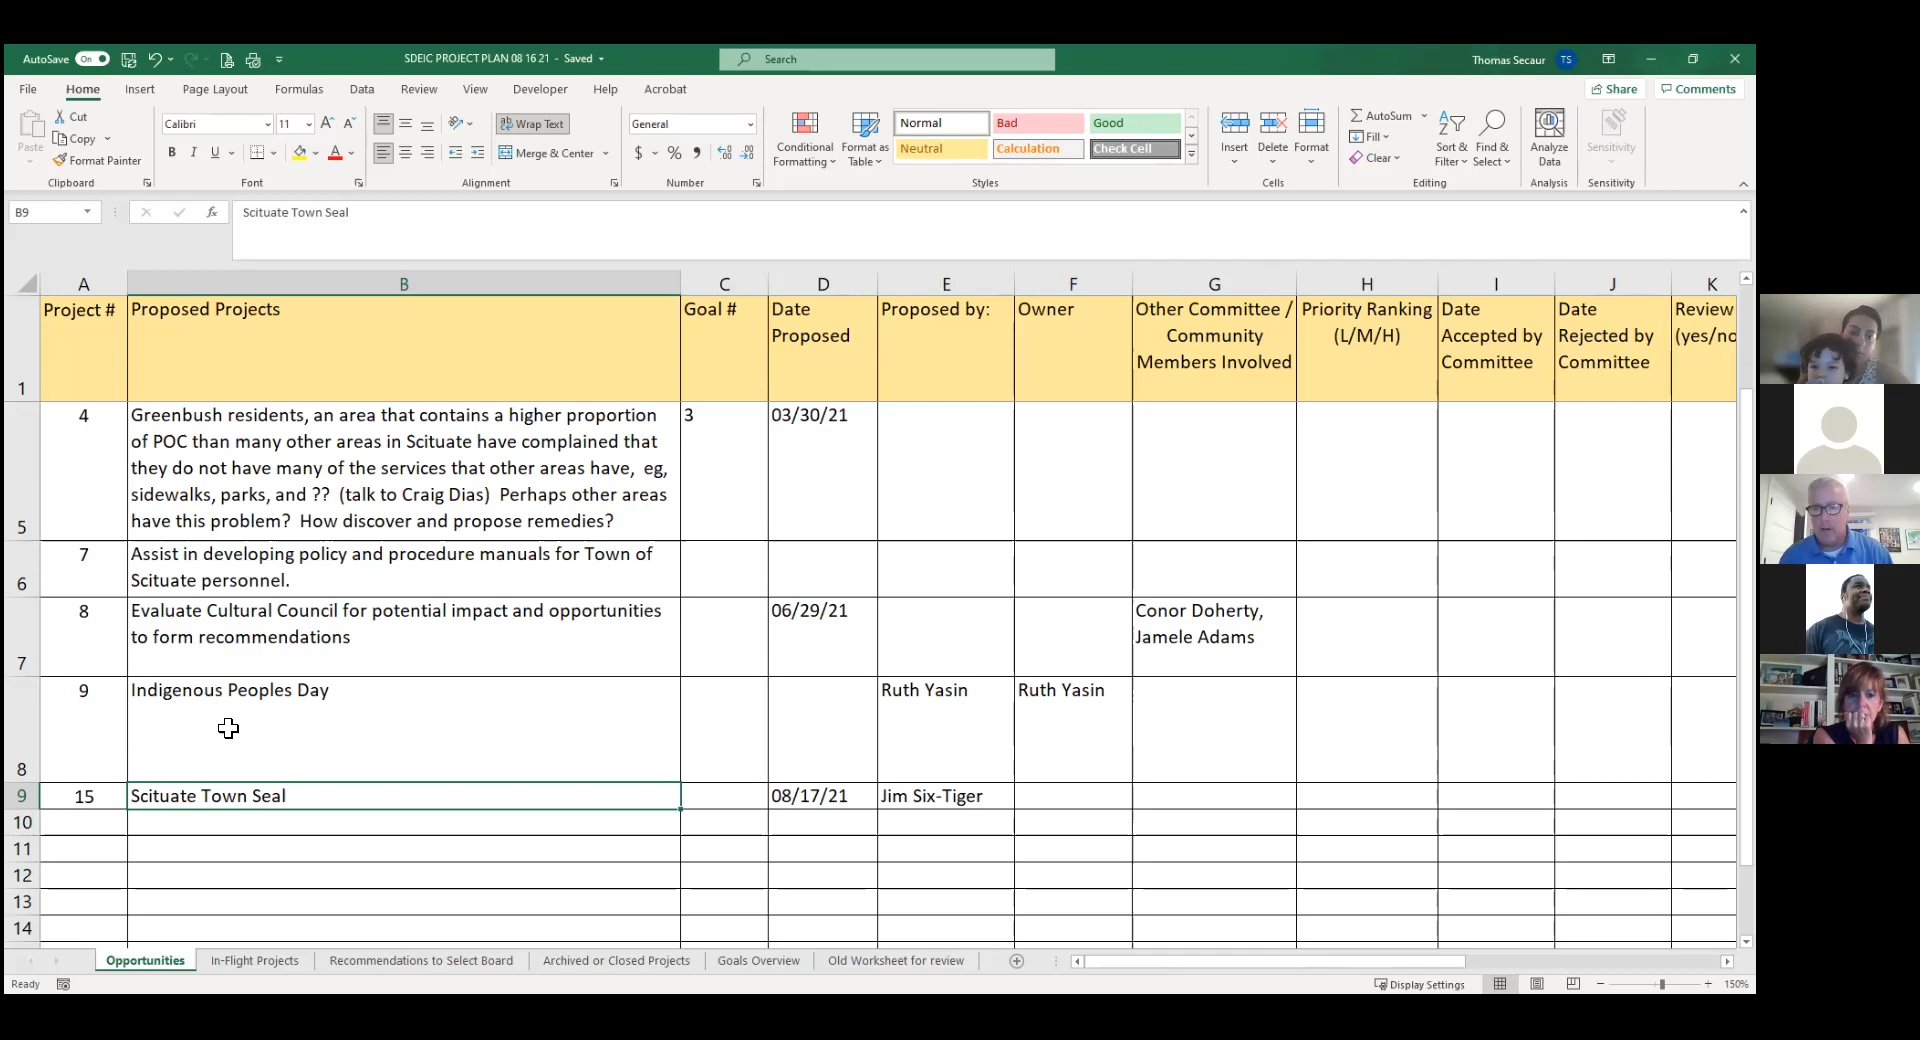 AutoSave On SDEIC PROJECT PLAN 08 16 21 - Saved Search Thomas Secaur TS
File Home Insert Page Layout Formulas Data Review View Developer Help Acrobat Share Comments
Paste Cut Copy Format Painter Clipboard
Calibri 11 B I U A Font
Wrap Text Merge & Center Alignment
General $ % Number
Conditional Formatting Format as Table Normal Bad Good Neutral Calculation Check Cell Styles
Insert Delete Format Cells
AutoSum Fill Clear Sort & Filter Find & Select Editing
Analyze Data Analysis
Sensitivity Sensitivity
B9 fx Scituate Town Seal
A B C D E F G H I J K
1 Project # Proposed Projects Goal # Date Proposed Proposed by: Owner Other Committee / Community Members Involved Priority Ranking (L/M/H) Date Accepted by Committee Date Rejected by Committee Review (yes/no
5 4 Greenbush residents, an area that contains a higher proportion of POC than many other areas in Scituate have complained that they do not have many of the services that other areas have, eg, sidewalks, parks, and ?? (talk to Craig Dias) Perhaps other areas have this problem? How discover and propose remedies? 3 03/30/21
6 7 Assist in developing policy and procedure manuals for Town of Scituate personnel.
7 8 Evaluate Cultural Council for potential impact and opportunities to form recommendations 06/29/21 Conor Doherty, Jamele Adams
8 9 Indigenous Peoples Day Ruth Yasin Ruth Yasin
9 15 Scituate Town Seal 08/17/21 Jim Six-Tiger
10
11
12
13
14
Opportunities In-Flight Projects Recommendations to Select Board Archived or Closed Projects Goals Overview Old Worksheet for review
Ready Display Settings 150%